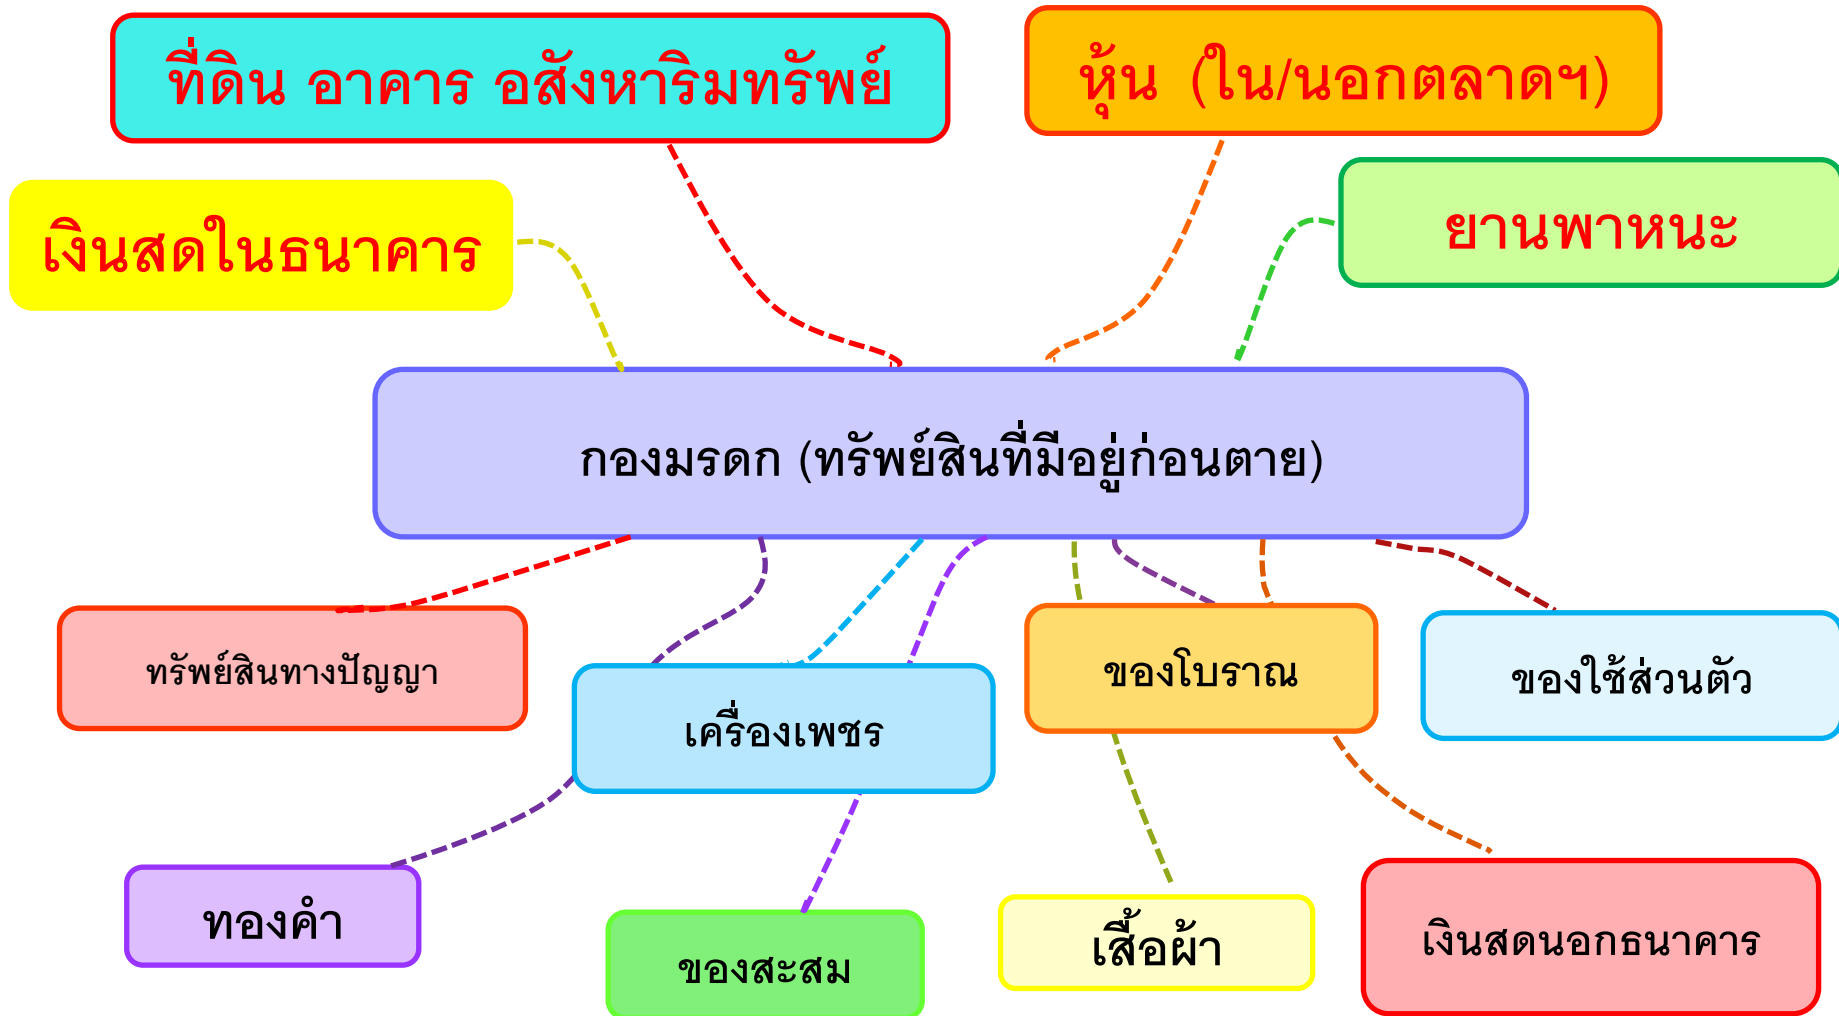 ที่ดิน อาคาร อสังหาริมทรัพย์
หุ้น (ใน/นอกตลาดฯ)
เงินสดในธนาคาร
ยานพาหนะ
กองมรดก (ทรัพย์สินที่มีอยู่ก่อนตาย)
ทรัพย์สินทางปัญญา
เครื่องเพชร
ของโบราณ
ของใช้ส่วนตัว
ทองคำ
ของสะสม
เสื้อผ้า
เงินสดนอกธนาคาร